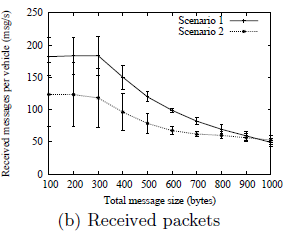 Received messages per vehicle (msg/s)
250
200
150
100
50
0
Scenario 1
Scenario 2
100 200 300 400 500 600 700 800 900 1000
Total message size (bytes)
(b) Received packets